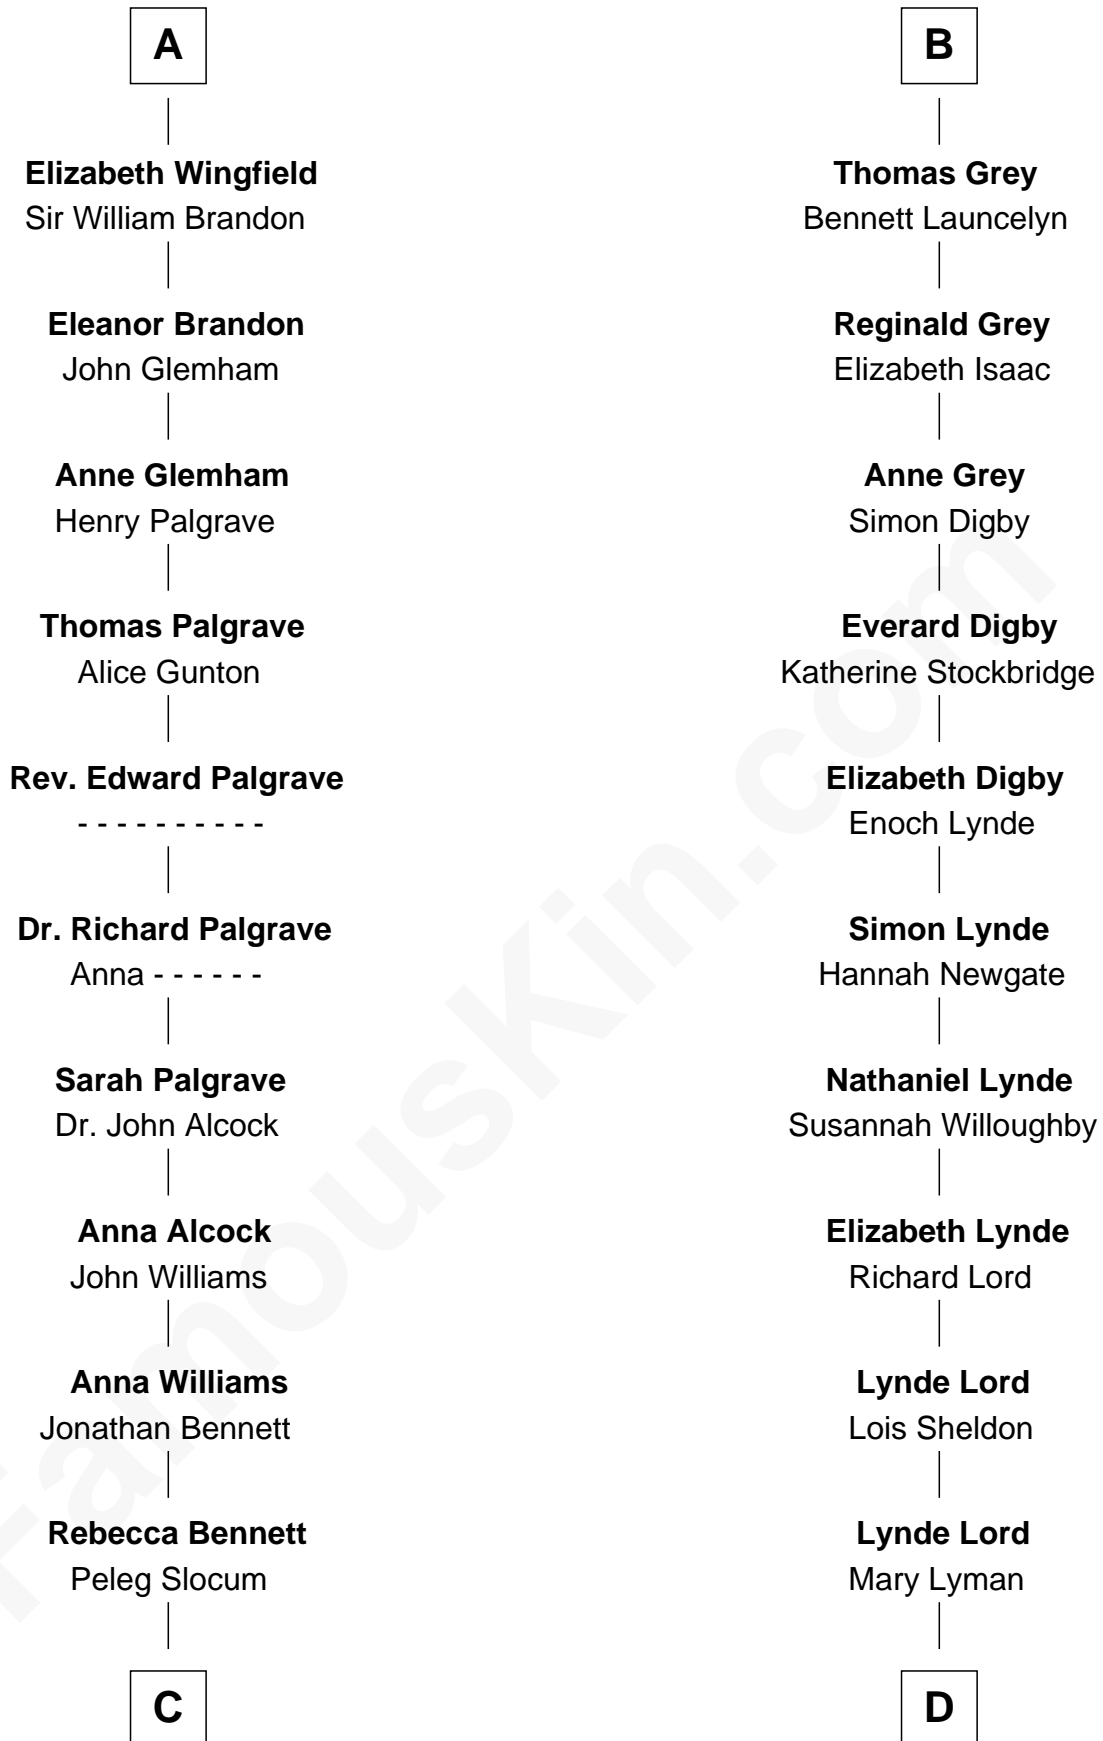 A
Elizabeth Wingfield
Sir William Brandon
Eleanor Brandon
John Glemham
Anne Glemham
Henry Palgrave
Thomas Palgrave
Alice Gunton
Rev. Edward Palgrave
- - - - - - - - - -
Dr. Richard Palgrave
Anna - - - - - -
Sarah Palgrave
Dr. John Alcock
Anna Alcock
John Williams
Anna Williams
Jonathan Bennett
Rebecca Bennett
Peleg Slocum
C
B
Thomas Grey
Bennett Launcelyn
Reginald Grey
Elizabeth Isaac
Anne Grey
Simon Digby
Everard Digby
Katherine Stockbridge
Elizabeth Digby
Enoch Lynde
Simon Lynde
Hannah Newgate
Nathaniel Lynde
Susannah Willoughby
Elizabeth Lynde
Richard Lord
Lynde Lord
Lois Sheldon
Lynde Lord
Mary Lyman
D
FamousKin.com